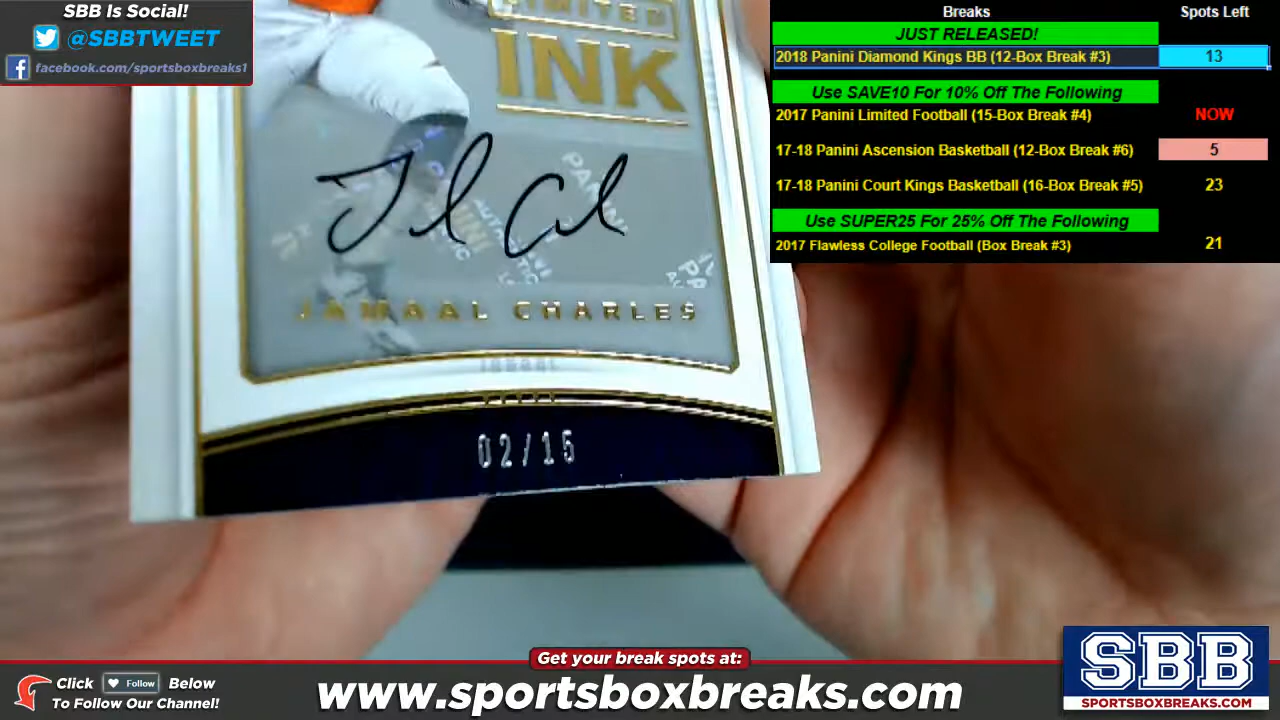 SBB Is Social!
@SBBTWEET
facebook.com/sportsboxbreaks1
LIMITED
INK
PANINI
JAMAAL CHARLES
02/15
Breaks Spots Left
JUST RELEASED!
2018 Panini Diamond Kings BB (12-Box Break #3) 13
Use SAVE10 For 10% Off The Following
2017 Panini Limited Football (15-Box Break #4) NOW
17-18 Panini Ascension Basketball (12-Box Break #6) 5
17-18 Panini Court Kings Basketball (16-Box Break #5) 23
Use SUPER25 For 25% Off The Following
2017 Flawless College Football (Box Break #3) 21
Get your break spots at:
Click Follow Below
To Follow Our Channel!
www.sportsboxbreaks.com
SBB
SPORTSBOXBREAKS.COM